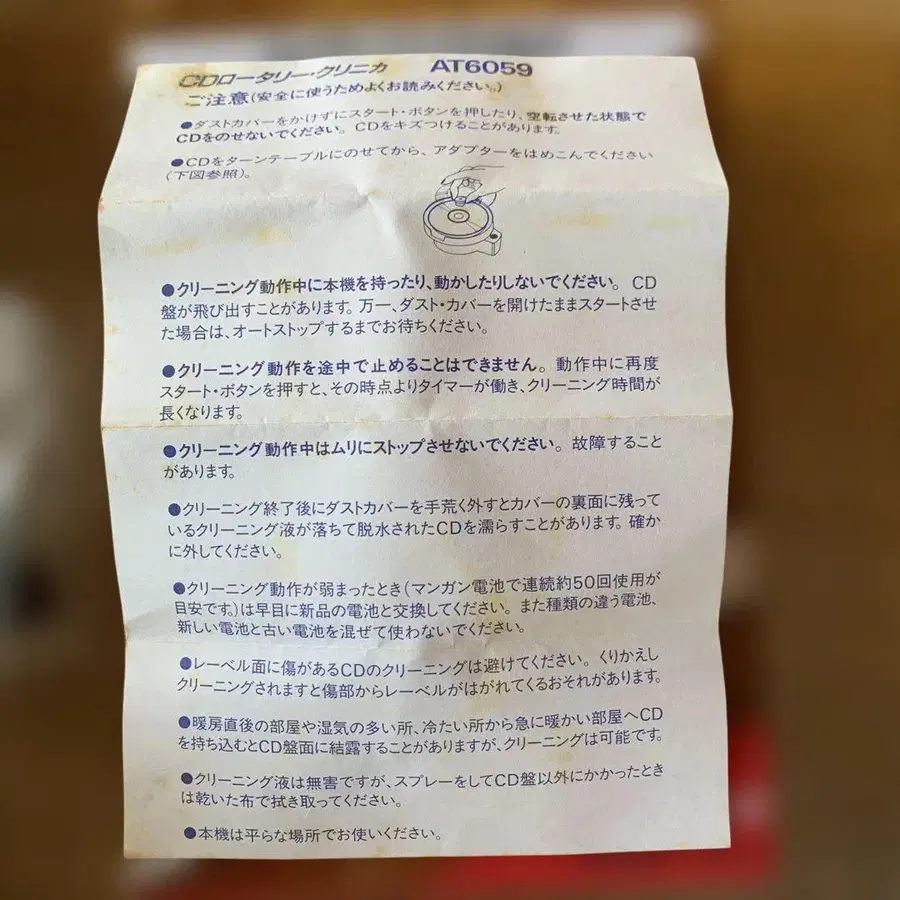 CDロータリー・クリニカ AT6059
ご注意(安全に使うためよくお読みください。)
●ダストカバーをかけずにスタート・ボタンを押したり、空転させた状態で
CDをのせないでください。CDをキズつけることがあります。
●CDをターンテーブルにのせてから、アダプターをはめこんでください
(下図参照)。
●クリーニング動作中に本機を持ったり、動かしたりしないでください。CD
盤が飛び出すことがあります。万一、ダスト・カバーを開けたままスタートさせ
た場合は、オートストップするまでお待ちください。
●クリーニング動作を途中で止めることはできません。動作中に再度
スタート・ボタンを押すと、その時点よりタイマーが働き、クリーニング時間が
長くなります。
●クリーニング動作中はムリにストップさせないでください。故障すること
があります。
●クリーニング終了後にダストカバーを手荒く外すとカバーの裏面に残って
いるクリーニング液が落ちて脱水されたCDを濡らすことがあります。確か
に外してください。
●クリーニング動作が弱まったとき(マンガン電池で連続約50回使用が
目安です。)は早目に新品の電池と交換してください。また種類の違う電池、
新しい電池と古い電池を混ぜて使わないでください。
●レーベル面に傷があるCDのクリーニングは避けてください。くりかえし
クリーニングされますと傷部からレーベルがはがれてくるおそれがあります。
●暖房直後の部屋や湿気の多い所、冷たい所から急に暖かい部屋へCD
を持ち込むとCD盤面に結露することがありますが、クリーニングは可能です。
●クリーニング液は無害ですが、スプレーをしてCD盤以外にかかったとき
は乾いた布で拭き取ってください。
●本機は平らな場所でお使いください。